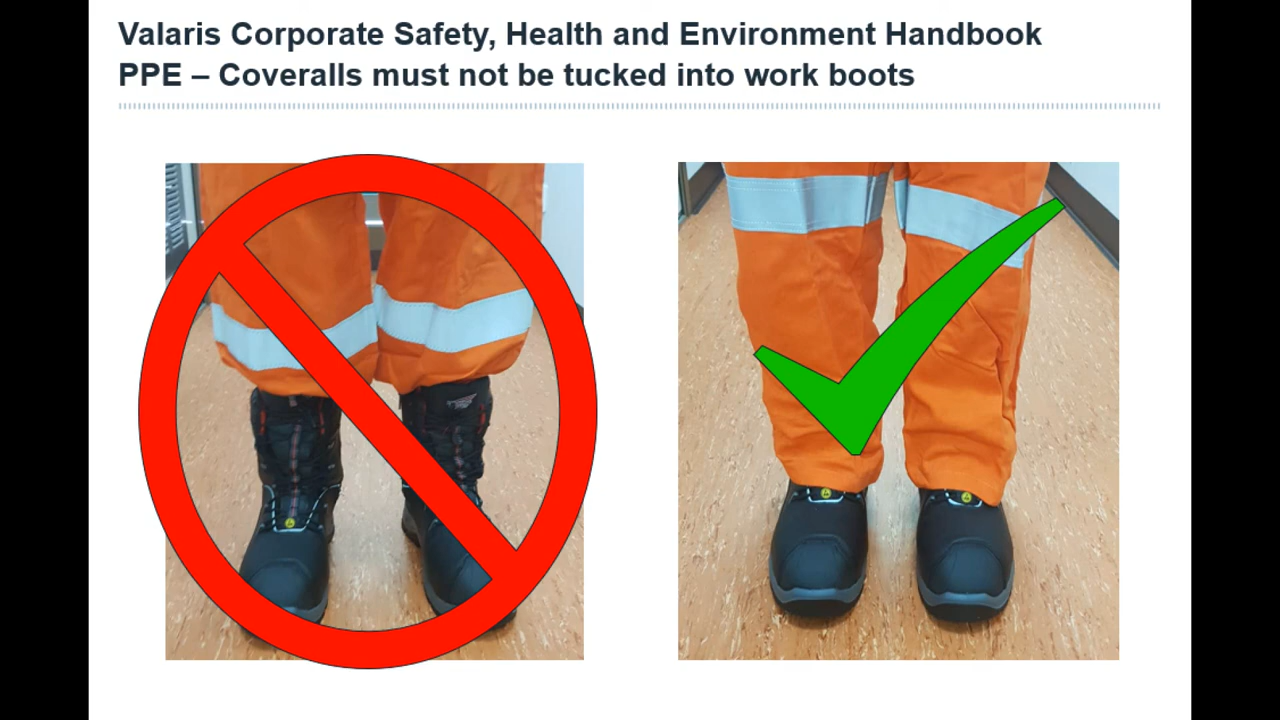 Valaris Corporate Safety, Health and Environment Handbook
PPE – Coveralls must not be tucked into work boots